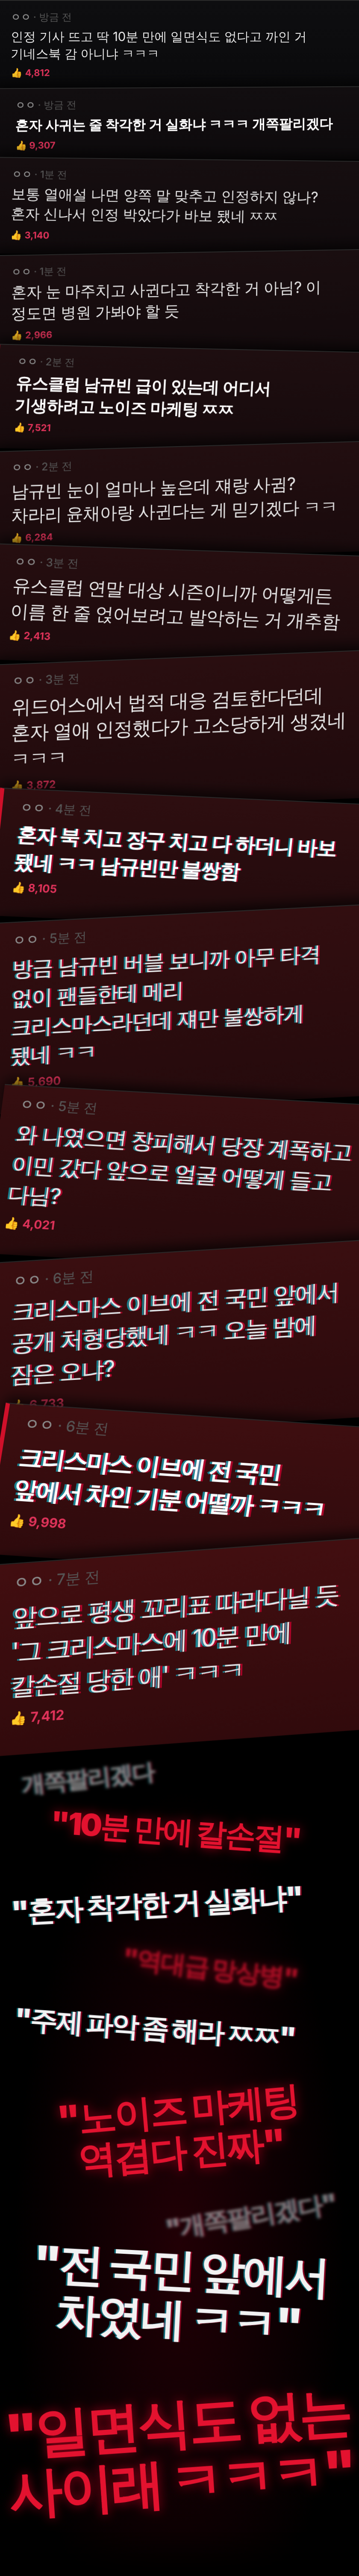 ㅇㅇ · 방금 전
인정 기사 뜨고 딱 10분 만에 일면식도 없다고 까인 거
기네스북 감 아니냐 ㅋㅋㅋ
👍 4,812
ㅇㅇ · 방금 전
혼자 사귀는 줄 착각한 거 실화냐 ㅋㅋㅋ 개쪽팔리겠다
👍 9,307
ㅇㅇ · 1분 전
보통 열애설 나면 양쪽 말 맞추고 인정하지 않나?
혼자 신나서 인정 박았다가 바보 됐네 ㅉㅉ
👍 3,140
ㅇㅇ · 1분 전
혼자 눈 마주치고 사귄다고 착각한 거 아님? 이
정도면 병원 가봐야 할 듯
👍 2,966
ㅇㅇ · 2분 전
유스클럽 남규빈 급이 있는데 어디서
기생하려고 노이즈 마케팅 ㅉㅉ
👍 7,521
ㅇㅇ · 2분 전
남규빈 눈이 얼마나 높은데 쟤랑 사귐?
차라리 윤채아랑 사귄다는 게 믿기겠다 ㅋㅋ
👍 6,284
ㅇㅇ · 3분 전
유스클럽 연말 대상 시즌이니까 어떻게든
이름 한 줄 얹어보려고 발악하는 거 개추함
👍 2,413
ㅇㅇ · 3분 전
위드어스에서 법적 대응 검토한다던데
혼자 열애 인정했다가 고소당하게 생겼네
ㅋㅋㅋ
👍 3,872
ㅇㅇ · 4분 전
혼자 북 치고 장구 치고 다 하더니 바보
됐네 ㅋㅋ 남규빈만 불쌍함
👍 8,105
ㅇㅇ · 5분 전
방금 남규빈 버블 보니까 아무 타격
없이 팬들한테 메리
크리스마스라던데 쟤만 불쌍하게
됐네 ㅋㅋ
👍 5,690
ㅇㅇ · 5분 전
와 나였으면 창피해서 당장 계폭하고
이민 갔다 앞으로 얼굴 어떻게 들고
다님?
👍 4,021
ㅇㅇ · 6분 전
크리스마스 이브에 전 국민 앞에서
공개 처형당했네 ㅋㅋ 오늘 밤에
잠은 오냐?
👍 6,733
ㅇㅇ · 6분 전
크리스마스 이브에 전 국민
앞에서 차인 기분 어떨까 ㅋㅋㅋ
👍 9,998
ㅇㅇ · 7분 전
앞으로 평생 꼬리표 따라다닐 듯
'그 크리스마스에 10분 만에
칼손절 당한 애' ㅋㅋㅋ
👍 7,412
개쪽팔리겠다
"10분 만에 칼손절"
"혼자 착각한 거 실화냐"
"역대급 망상병"
"주제 파악 좀 해라 ㅉㅉ"
"노이즈 마케팅
역겹다 진짜"
"개쪽팔리겠다"
"전 국민 앞에서
차였네 ㅋㅋ"
"일면식도 없는
사이래 ㅋㅋㅋ"